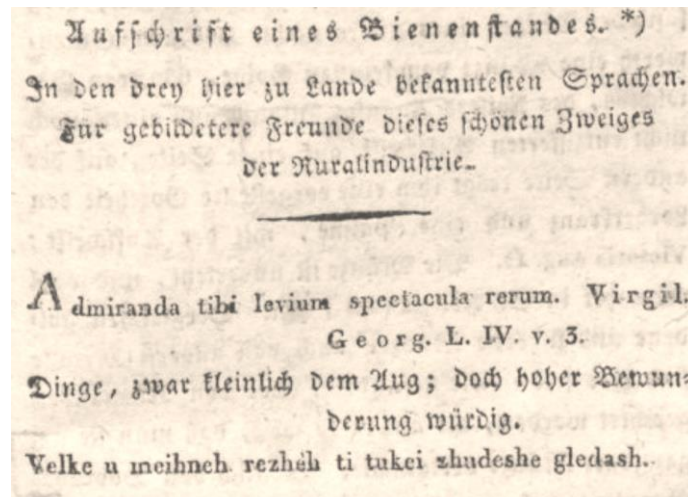 Aufschrift eines Bienenstandes. *)
In den drey hier zu Lande bekanntesten Sprachen.
Für gebildetere Freunde dieses schönen Zweiges
der Ruralindustrie.
Admiranda tibi levium spectacula rerum. Virgil.
Georg. L. IV. v. 3.
Dinge, zwar kleinlich dem Aug; doch hoher Bewun-
derung würdig.
Velke u meihneh rezhéh ti tukei zhudeshe gledash.